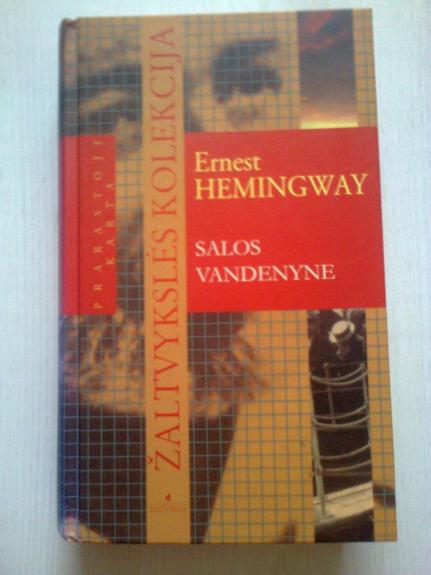 Ernest
HEMINGWAY
SALOS
VANDENYNE
PRARASTOJI
KARTA
ŽALTVYKSLĖS KOLEKCIJA